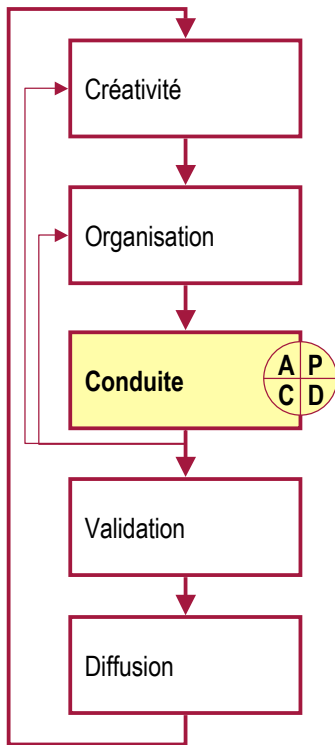 Créativité
Organisation
Conduite
A P
C D
Validation
Diffusion